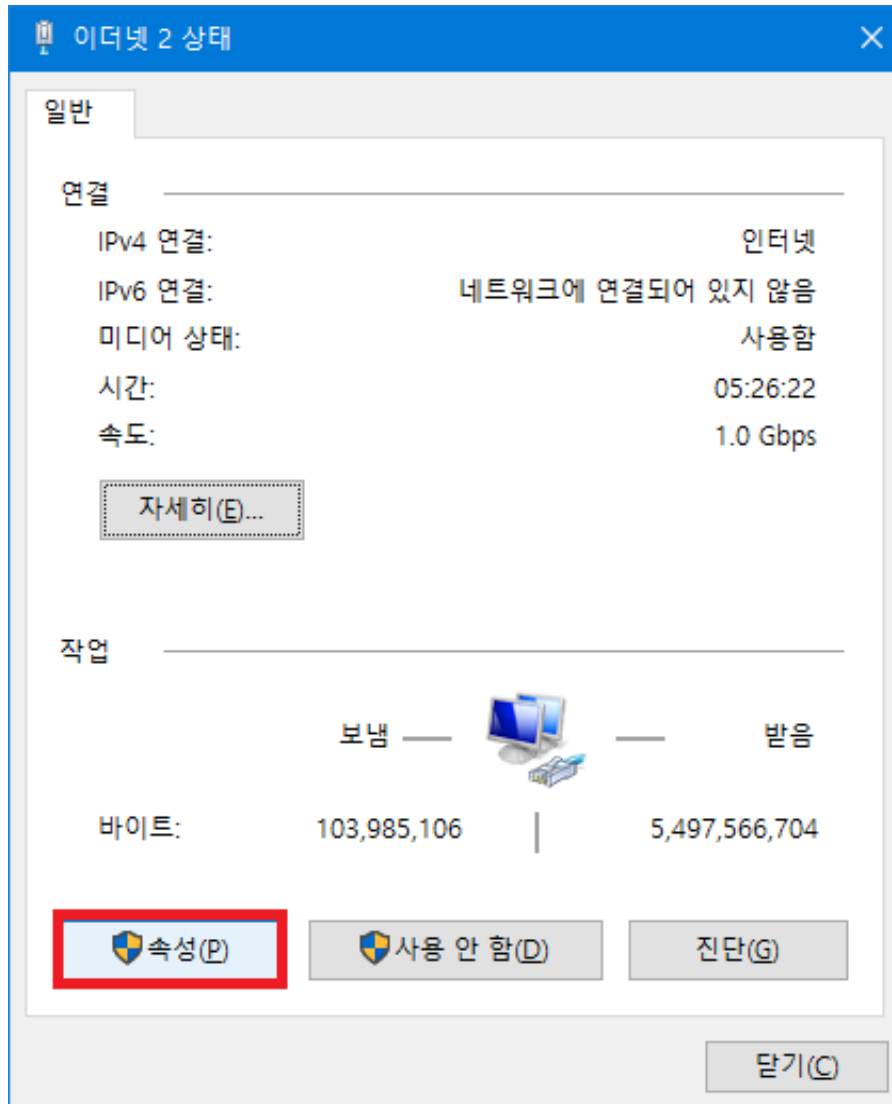 이더넷 2 상태
일반
연결
IPv4 연결: 인터넷
IPv6 연결: 네트워크에 연결되어 있지 않음
미디어 상태: 사용함
시간: 05:26:22
속도: 1.0 Gbps
자세히(E)...
작업
보냄 받음
바이트: 103,985,106 5,497,566,704
속성(P) 사용 안 함(D) 진단(G)
닫기(C)